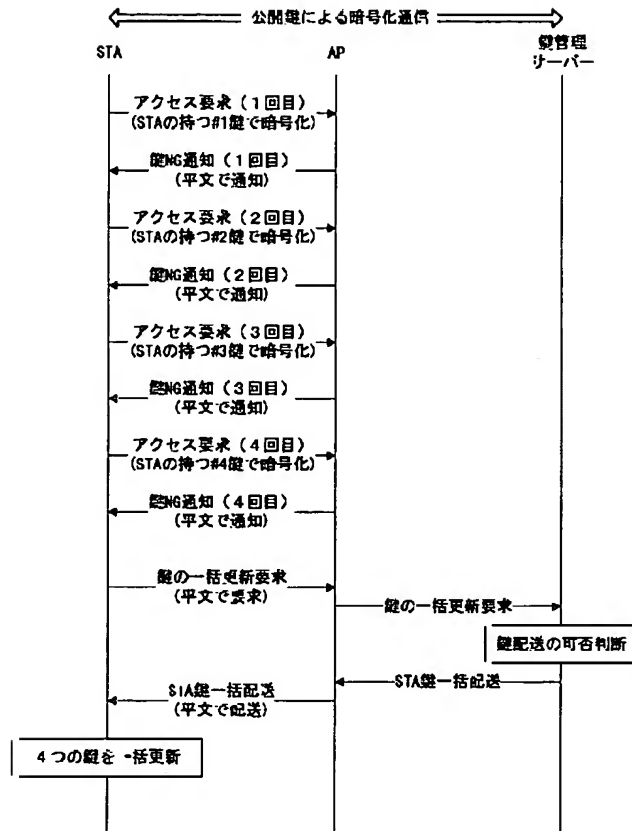 公開鍵による暗号化通信
STA
AP
鍵管理
サーバー
アクセス要求（１回目）
(STAの持つ#1鍵で暗号化)
鍵NG通知（１回目）
(平文で通知)
アクセス要求（２回目）
(STAの持つ#2鍵で暗号化)
鍵NG通知（２回目）
(平文で通知)
アクセス要求（３回目）
(STAの持つ#3鍵で暗号化)
鍵NG通知（３回目）
(平文で通知)
アクセス要求（４回目）
(STAの持つ#4鍵で暗号化)
鍵NG通知（４回目）
(平文で通知)
鍵の一括更新要求
(平文で要求)
鍵の一括更新要求
鍵配送の可否判断
STA鍵一括配送
STA鍵一括配送
(平文で配送)
４つの鍵を一括更新